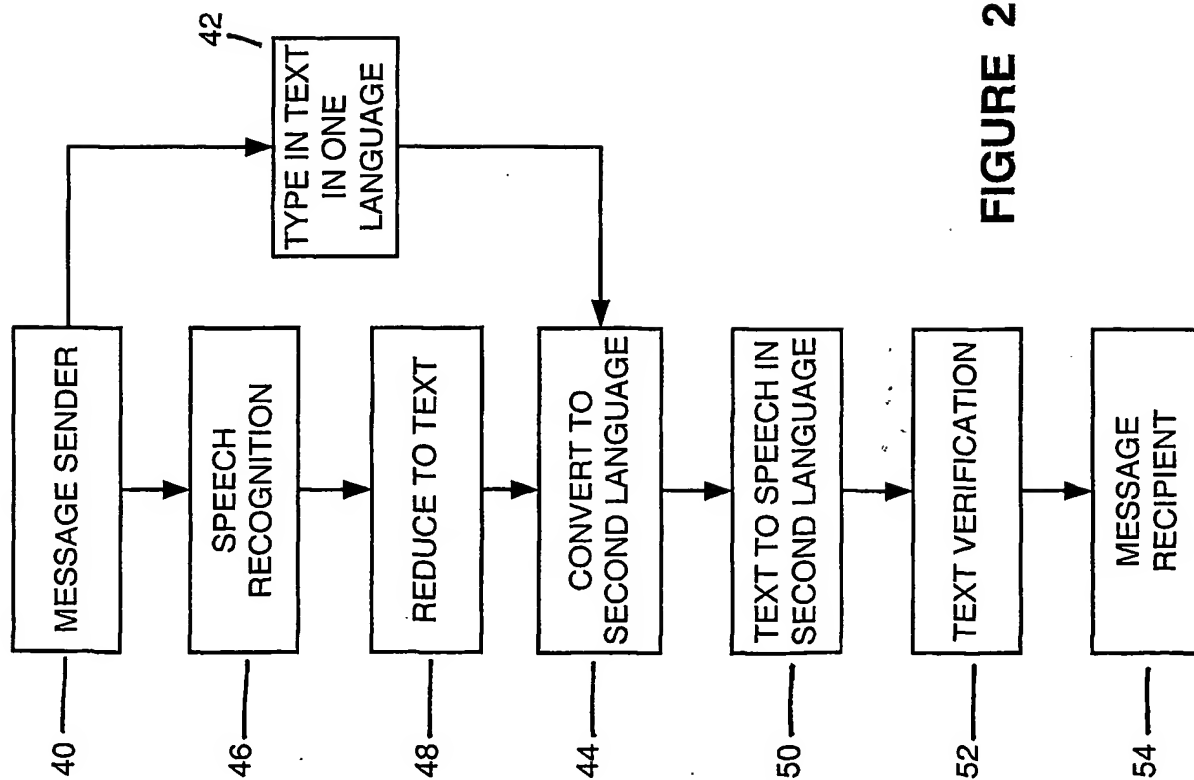 40
MESSAGE SENDER
42
TYPE IN TEXT
IN ONE
LANGUAGE
46
SPEECH
RECOGNITION
48
REDUCE TO TEXT
44
CONVERT TO
SECOND LANGUAGE
50
TEXT TO SPEECH IN
SECOND LANGUAGE
52
TEXT VERIFICATION
54
MESSAGE
RECIPIENT
FIGURE 2